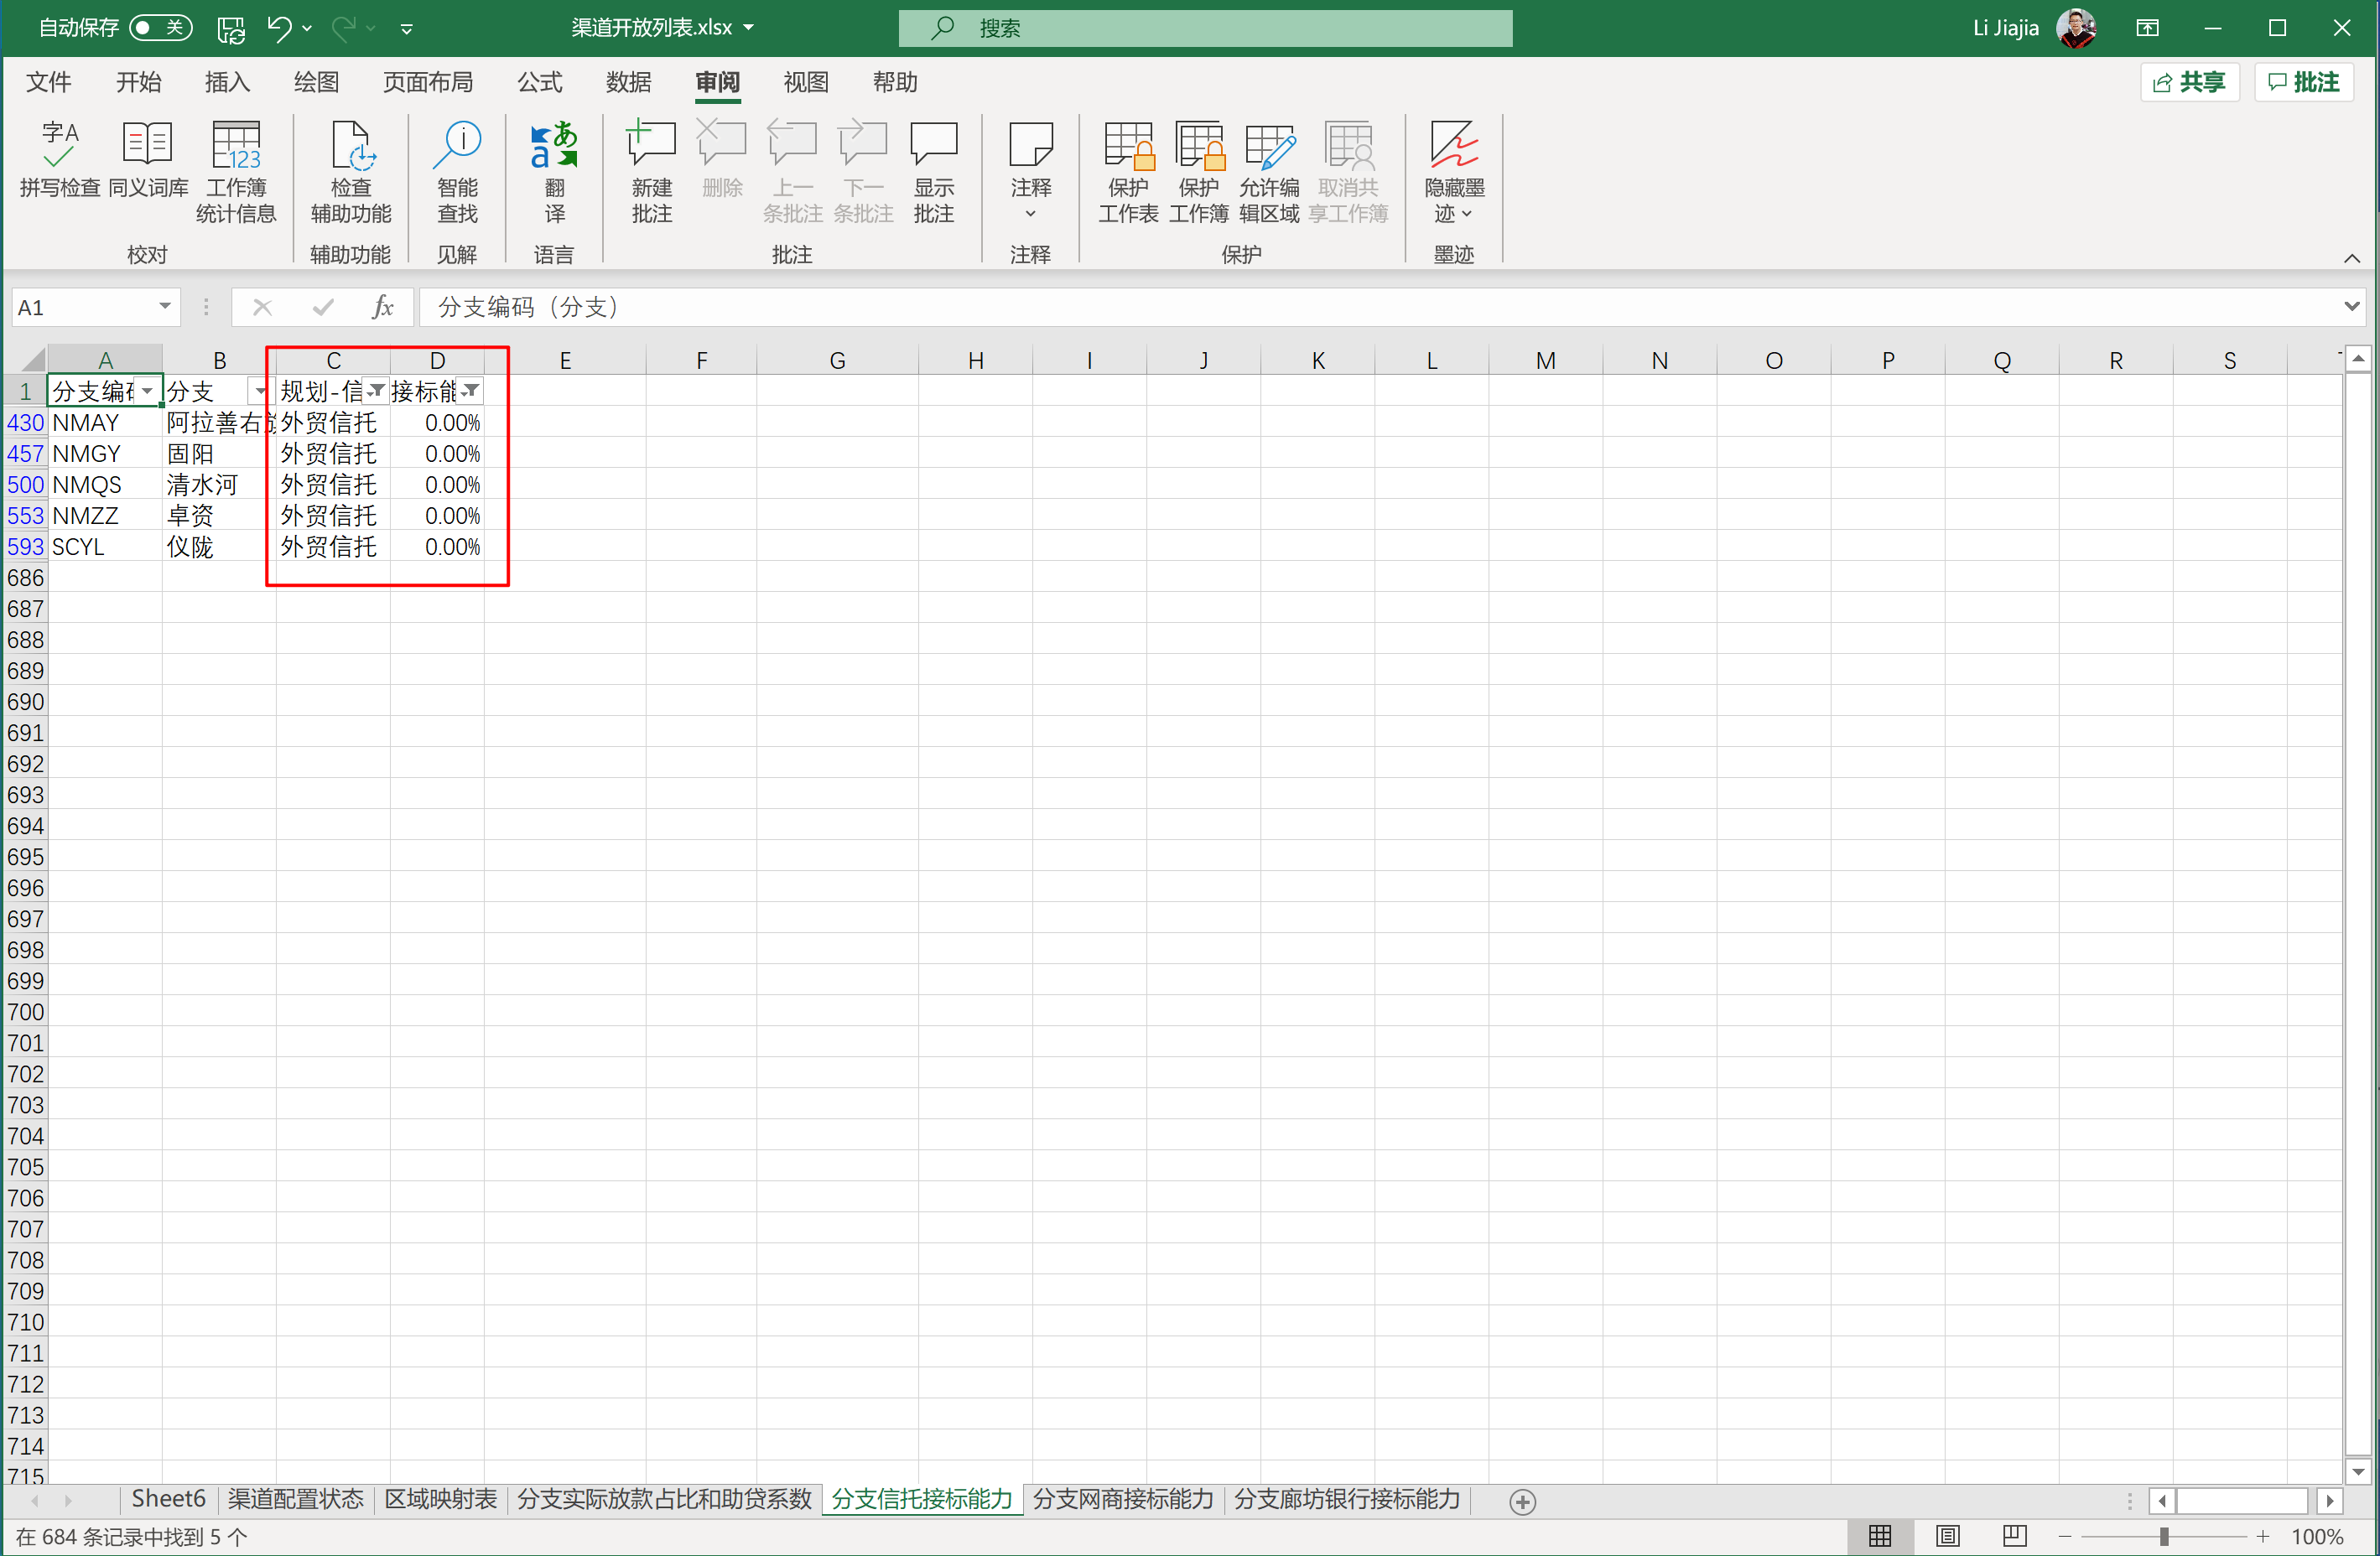 自动保存 关 渠道开放列表.xlsx 搜索 Li Jiajia
文件 开始 插入 绘图 页面布局 公式 数据 审阅 视图 帮助 共享 批注
拼写检查 同义词库 工作簿 统计信息 检查 辅助功能 智能 查找 翻 译 新建 批注 删除 上一 条批注 下一 条批注 显示 批注 注释 保护 工作表 保护 工作簿 允许编 辑区域 取消共 享工作簿 隐藏墨 迹
校对 辅助功能 见解 语言 批注 注释 保护 墨迹
A1 fx 分支编码（分支）
A B C D E F G H I J K L M N O P Q R S
1 分支编 分支 规划-信 接标能
430 NMAY 阿拉善右 外贸信托 0.00%
457 NMGY 固阳 外贸信托 0.00%
500 NMQS 清水河 外贸信托 0.00%
553 NMZZ 卓资 外贸信托 0.00%
593 SCYL 仪陇 外贸信托 0.00%
686
687
688
689
690
691
692
693
694
695
696
697
698
699
700
701
702
703
704
705
706
707
708
709
710
711
712
713
714
715
Sheet6 渠道配置状态 区域映射表 分支实际放款占比和助贷系数 分支信托接标能力 分支网商接标能力 分支廊坊银行接标能力
在 684 条记录中找到 5 个 100%